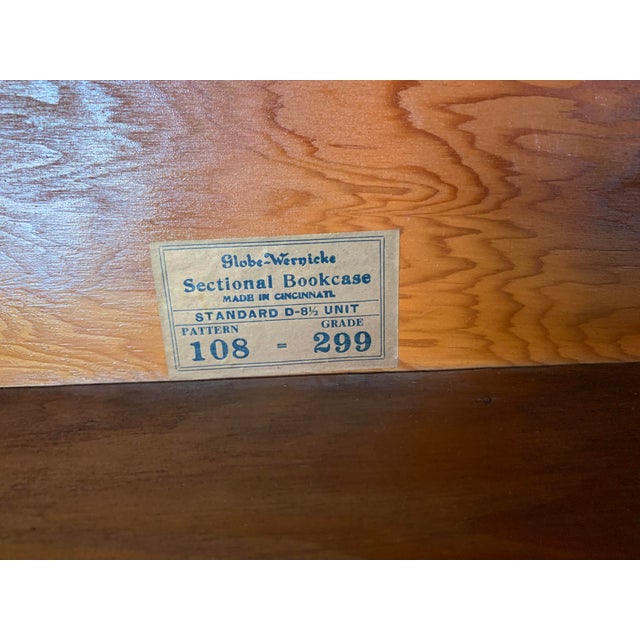 Globe-Wernicke
Sectional Bookcase
MADE IN CINCINNATI.
STANDARD D-8½ UNIT
PATTERN GRADE
108 - 299